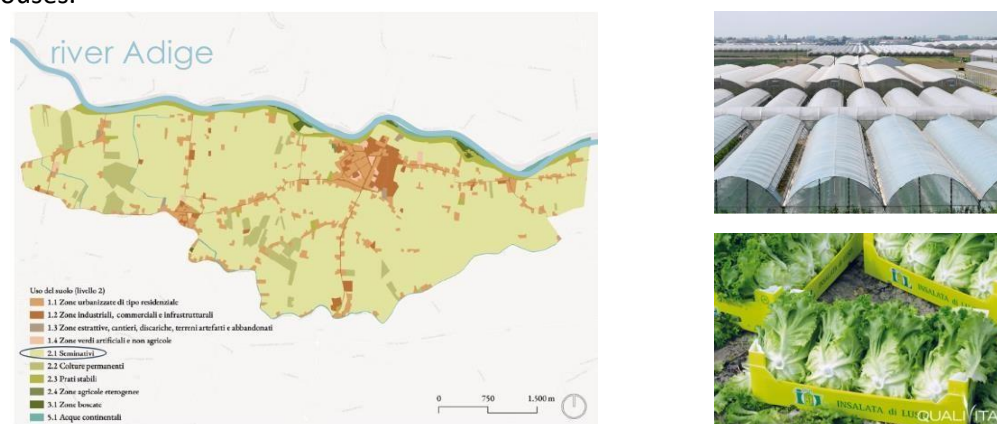 ouses.
river Adige
Uso del suolo (livello 2)
1.1 Zone urbanizzate di tipo residenziale
1.2 Zone industriali, commerciali e infrastrutturali
1.3 Zone estrattive, cantieri, discariche, terreni artefatti e abbandonati
1.4 Zone verdi artificiali e non agricole
2.1 Seminativi
2.2 Colture permanenti
2.3 Prati stabili
2.4 Zone agricole eterogenee
3.1 Zone boscate
5.1 Acque continentali
0 750 1.500 m
INSALATA di
INSALATA di
QUALIVITA